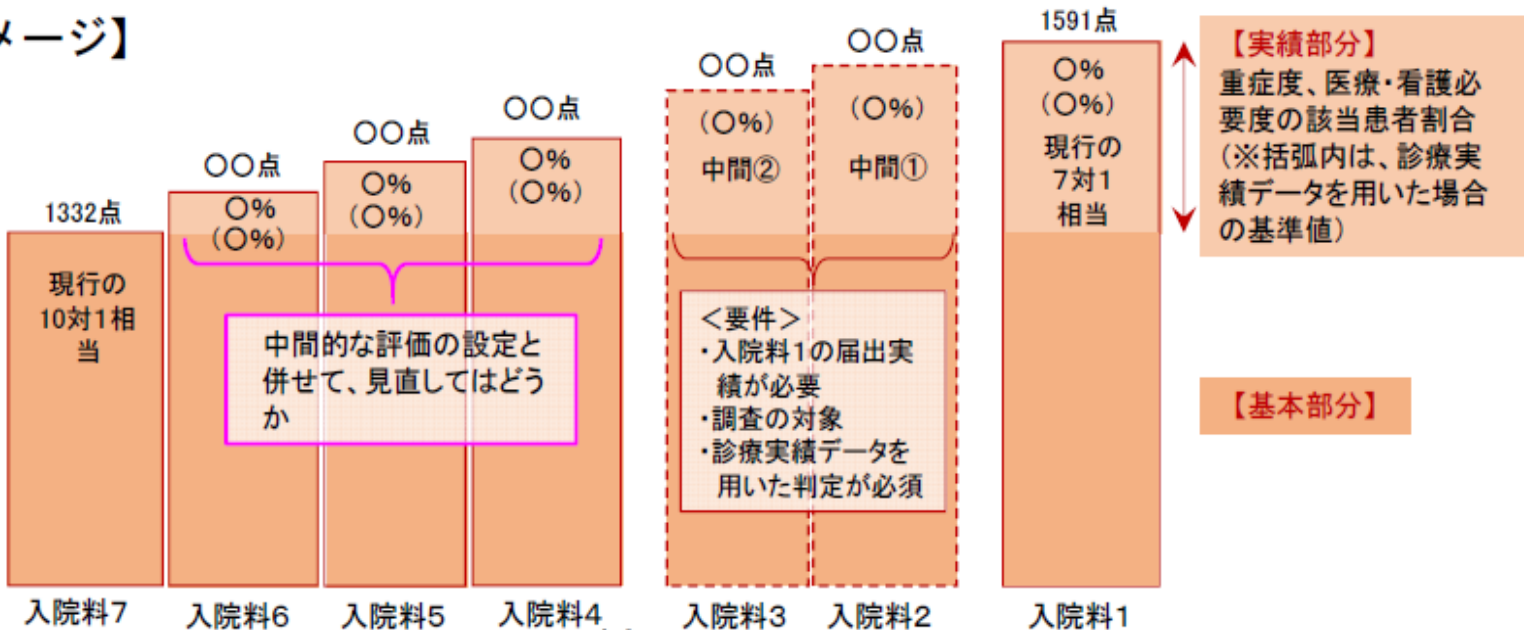 メージ】
1591点
〇%
(〇%)
現行の
7対1
相当
【実績部分】
重症度、医療・看護必
要度の該当患者割合
(※括弧内は、診療実
績データを用いた場合
の基準値)
〇〇点
(〇%)
中間①
〇〇点
(〇%)
中間②
〇〇点
〇%
(〇%)
〇〇点
〇%
(〇%)
〇〇点
〇%
(〇%)
1332点
現行の
10対1相
当
中間的な評価の設定と
併せて、見直してはどう
か
<要件>
・入院料1の届出実
績が必要
・調査の対象
・診療実績データを
用いた判定が必須
【基本部分】
入院料7
入院料6
入院料5
入院料4
入院料3
入院料2
入院料1